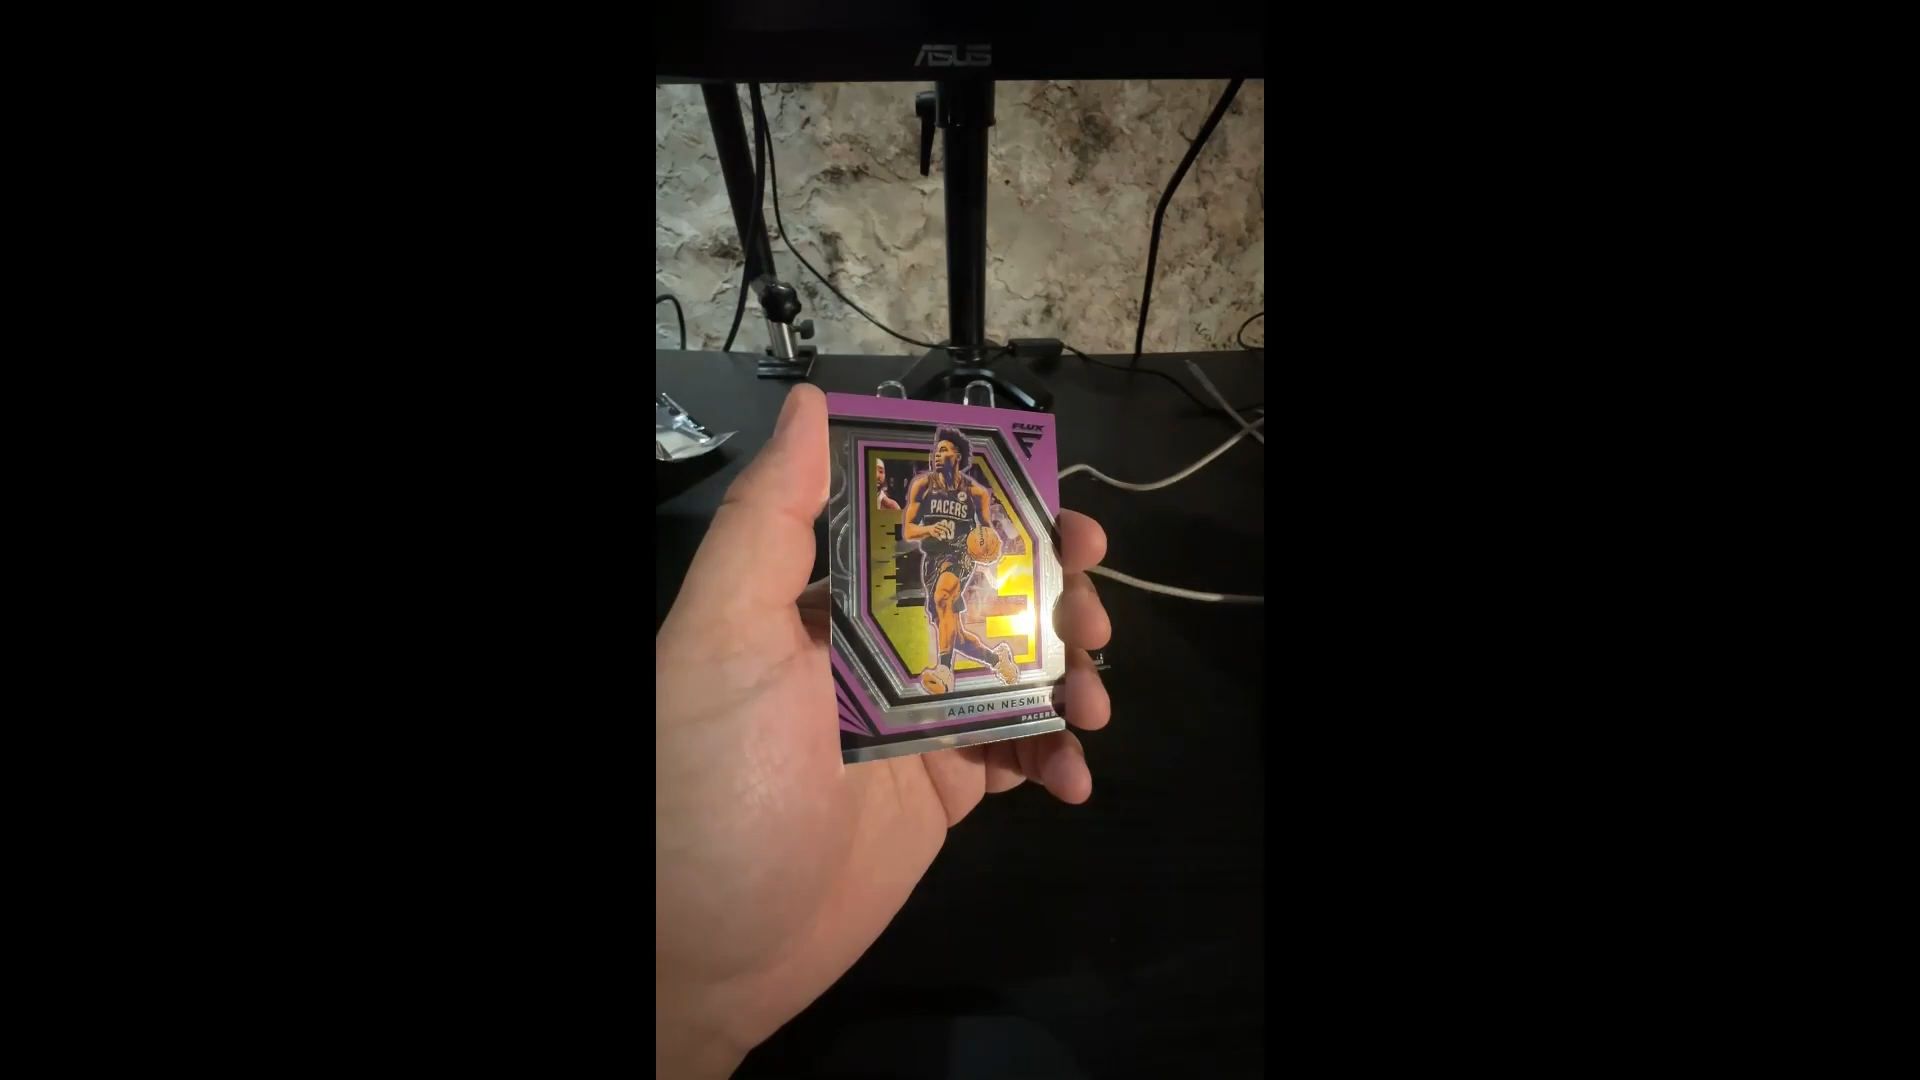 ASUS
FLUX
PACERS
AARON NESMITH
PACERS